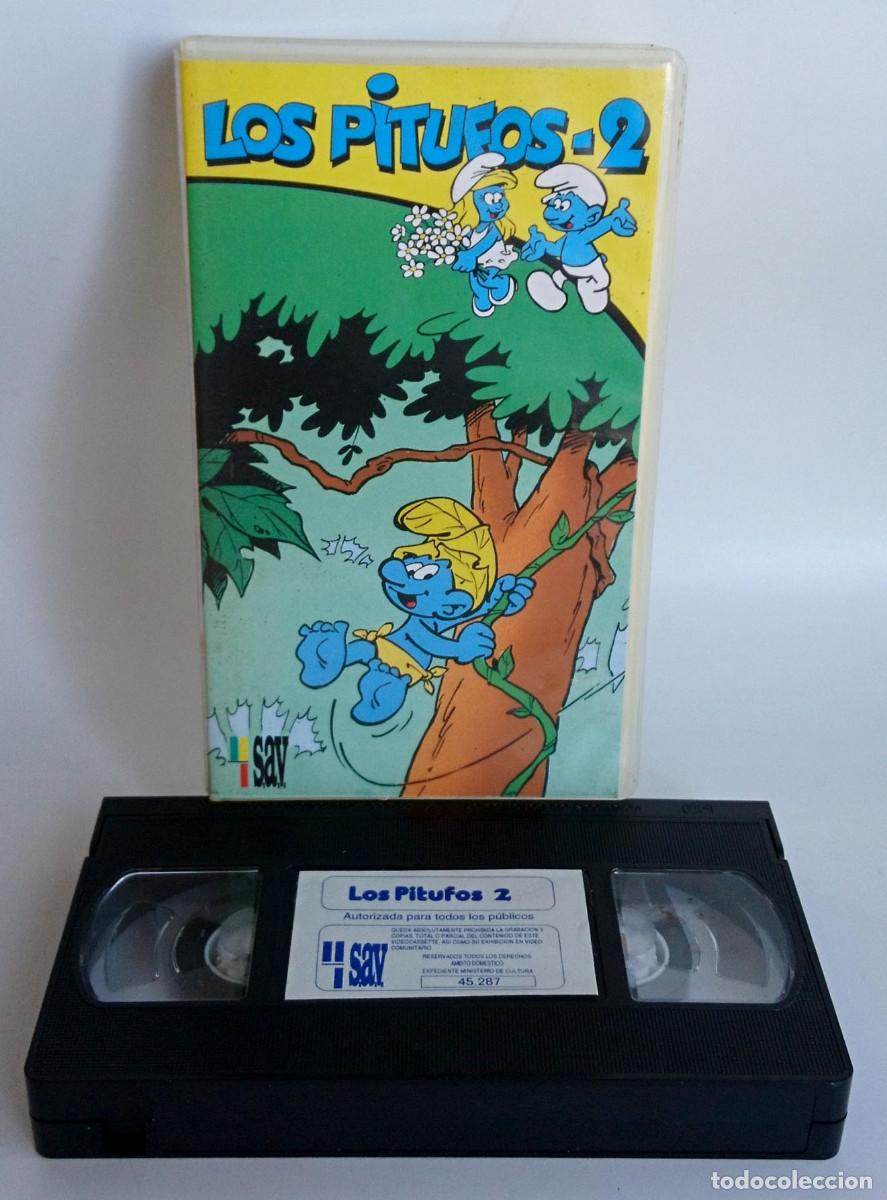 LOS PITUFOS-2
s.a.v.
Los Pitufos 2
Autorizada para todos los públicos
QUEDA ABSOLUTAMENTE PROHIBIDA LA GRABACION Y
COPIAS, TOTAL O PARCIAL DEL CONTENIDO DE ESTE
VIDEOCASSETTE, ASI COMO SU EXHIBICION EN VIDEO
COMUNITARIO
RESERVADOS TODOS LOS DERECHOS
AMBITO DOMESTICO
EXPEDIENTE MINISTERIO DE CULTURA
45.287
s.a.v.
todocoleccion